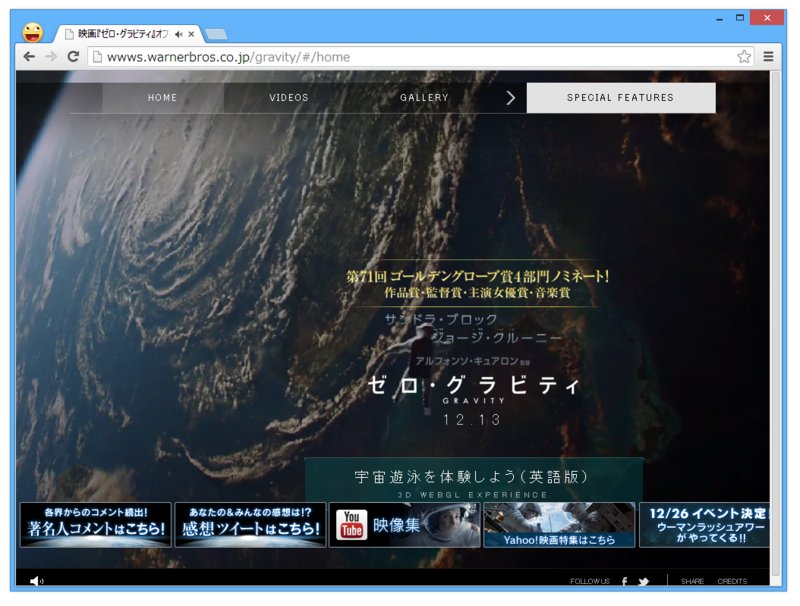 映画『ゼロ・グラビティ』オフ
wwws.warnerbros.co.jp/gravity/#/home
HOME VIDEOS GALLERY SPECIAL FEATURES
第71回 ゴールデングローブ賞4部門ノミネート!
作品賞・監督賞・主演女優賞・音楽賞
サンドラ・ブロック
ジョージ・クルーニー
アルフォンソ・キュアロン監督
ゼロ・グラビティ
GRAVITY
12.13
宇宙遊泳を体験しよう(英語版)
3D WEBGL EXPERIENCE
各界からのコメント続出!
著名人コメントはこちら!
あなたの&みんなの感想は!?
感想ツイートはこちら!
You
Tube
映像集
Yahoo!映画特集はこちら
12/26 イベント決定
ウーマンラッシュアワー
がやってくる!!
FOLLOW US SHARE CREDITS